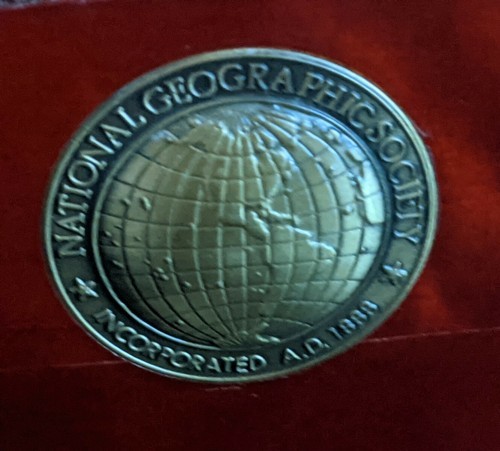 NATIONAL GEOGRAPHIC SOCIETY
INCORPORATED A.D. 1888